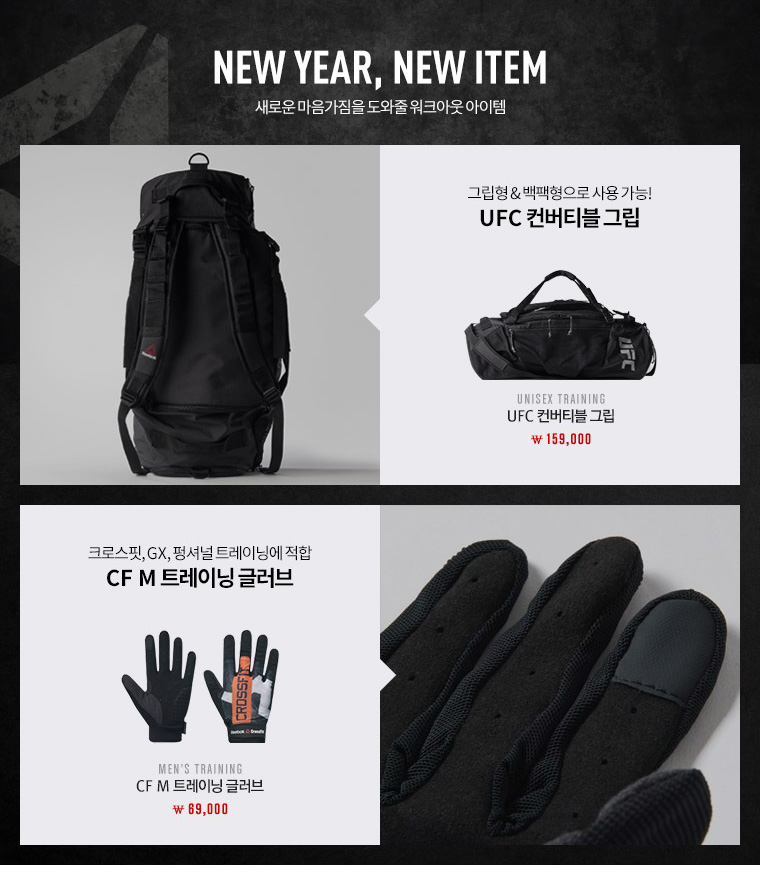 NEW YEAR, NEW ITEM
새로운 마음가짐을 도와줄 워크아웃 아이템
그립형 & 백팩형으로 사용 가능!
UFC 컨버티블 그립
UFC
UNISEX TRAINING
UFC 컨버티블 그립
₩ 159,000
크로스핏, GX, 펑셔널 트레이닝에 적합
CF M 트레이닝 글러브
CROSSF
Reebok CrossFit
MEN'S TRAINING
CF M 트레이닝 글러브
₩ 69,000